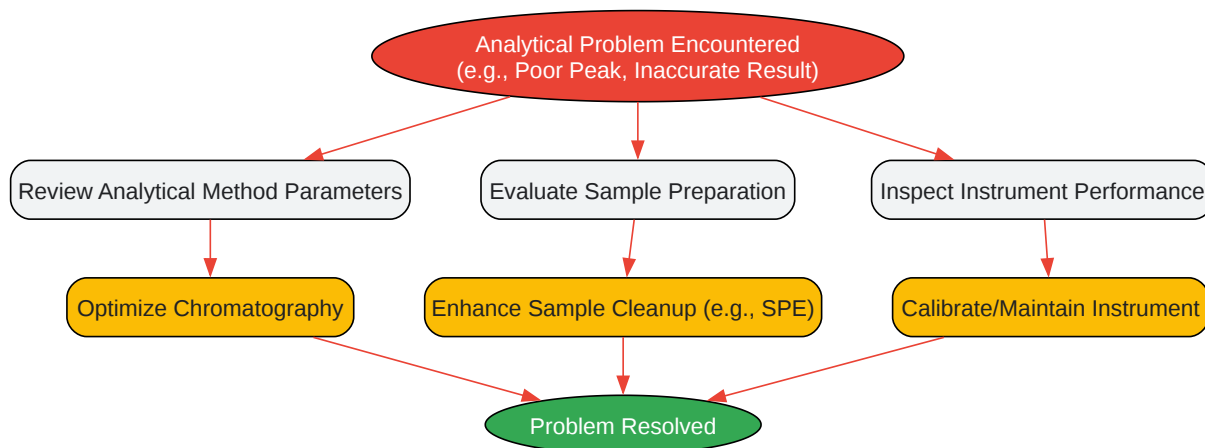 Analytical Problem Encountered
(e.g., Poor Peak, Inaccurate Result)
Review Analytical Method Parameters
Evaluate Sample Preparation
Inspect Instrument Performance
Optimize Chromatography
Enhance Sample Cleanup (e.g., SPE)
Calibrate/Maintain Instrument
Problem Resolved